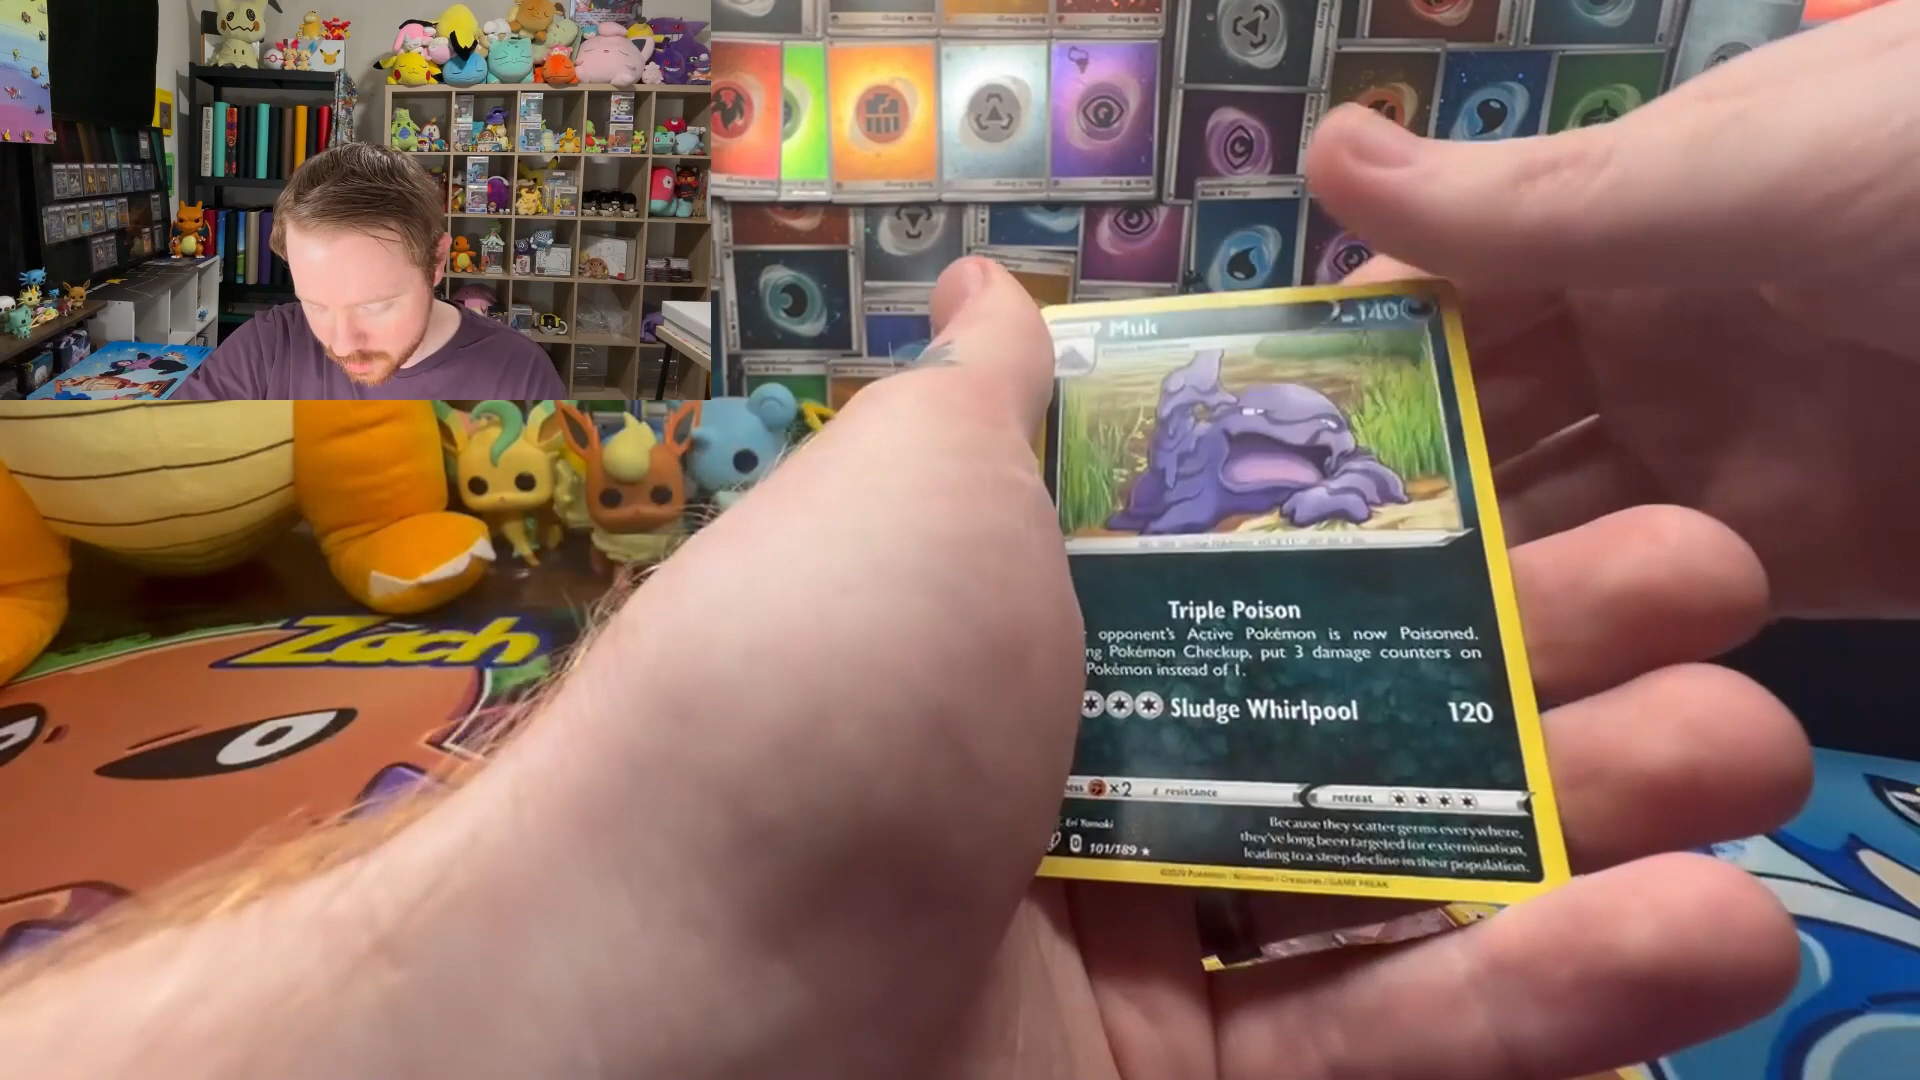 Muk
140
Triple Poison
opponent's Active Pokémon is now Poisoned.
ng Pokémon Checkup, put 3 damage counters on
Pokémon instead of 1.
Sludge Whirlpool 120
ness ×2 resistance retreat
Eri Yamaki
101/189
Because they scatter germs everywhere,
they've long been targeted for extermination,
leading to a steep decline in their population.
©2020 Pokémon / Nintendo / Creatures / GAME FREAK
Zach